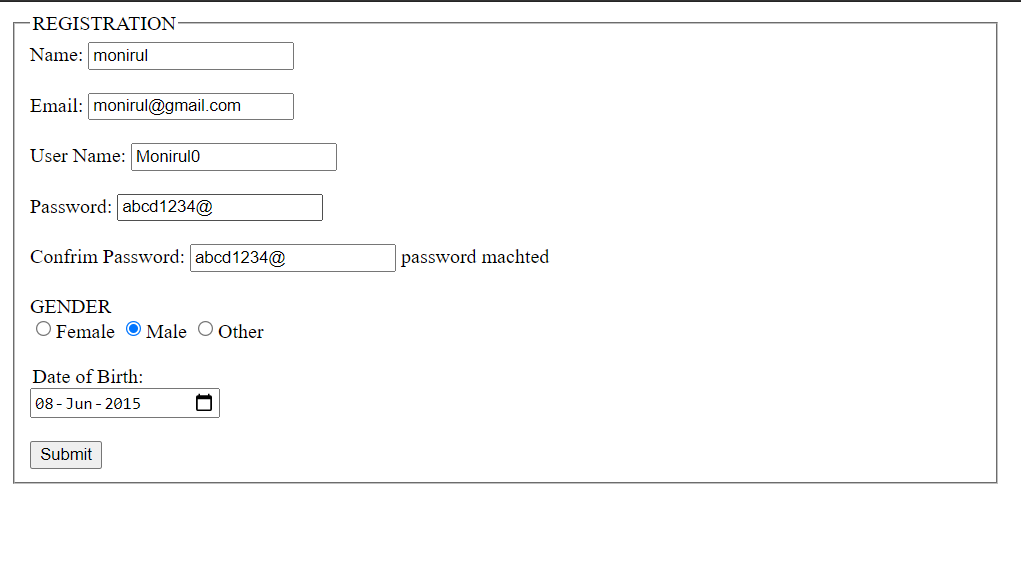 REGISTRATION
Name: monirul
Email: monirul@gmail.com
User Name: Monirul0
Password: abcd1234@
Confrim Password: abcd1234@ password machted
GENDER
Female Male Other
Date of Birth:
08-Jun-2015
Submit